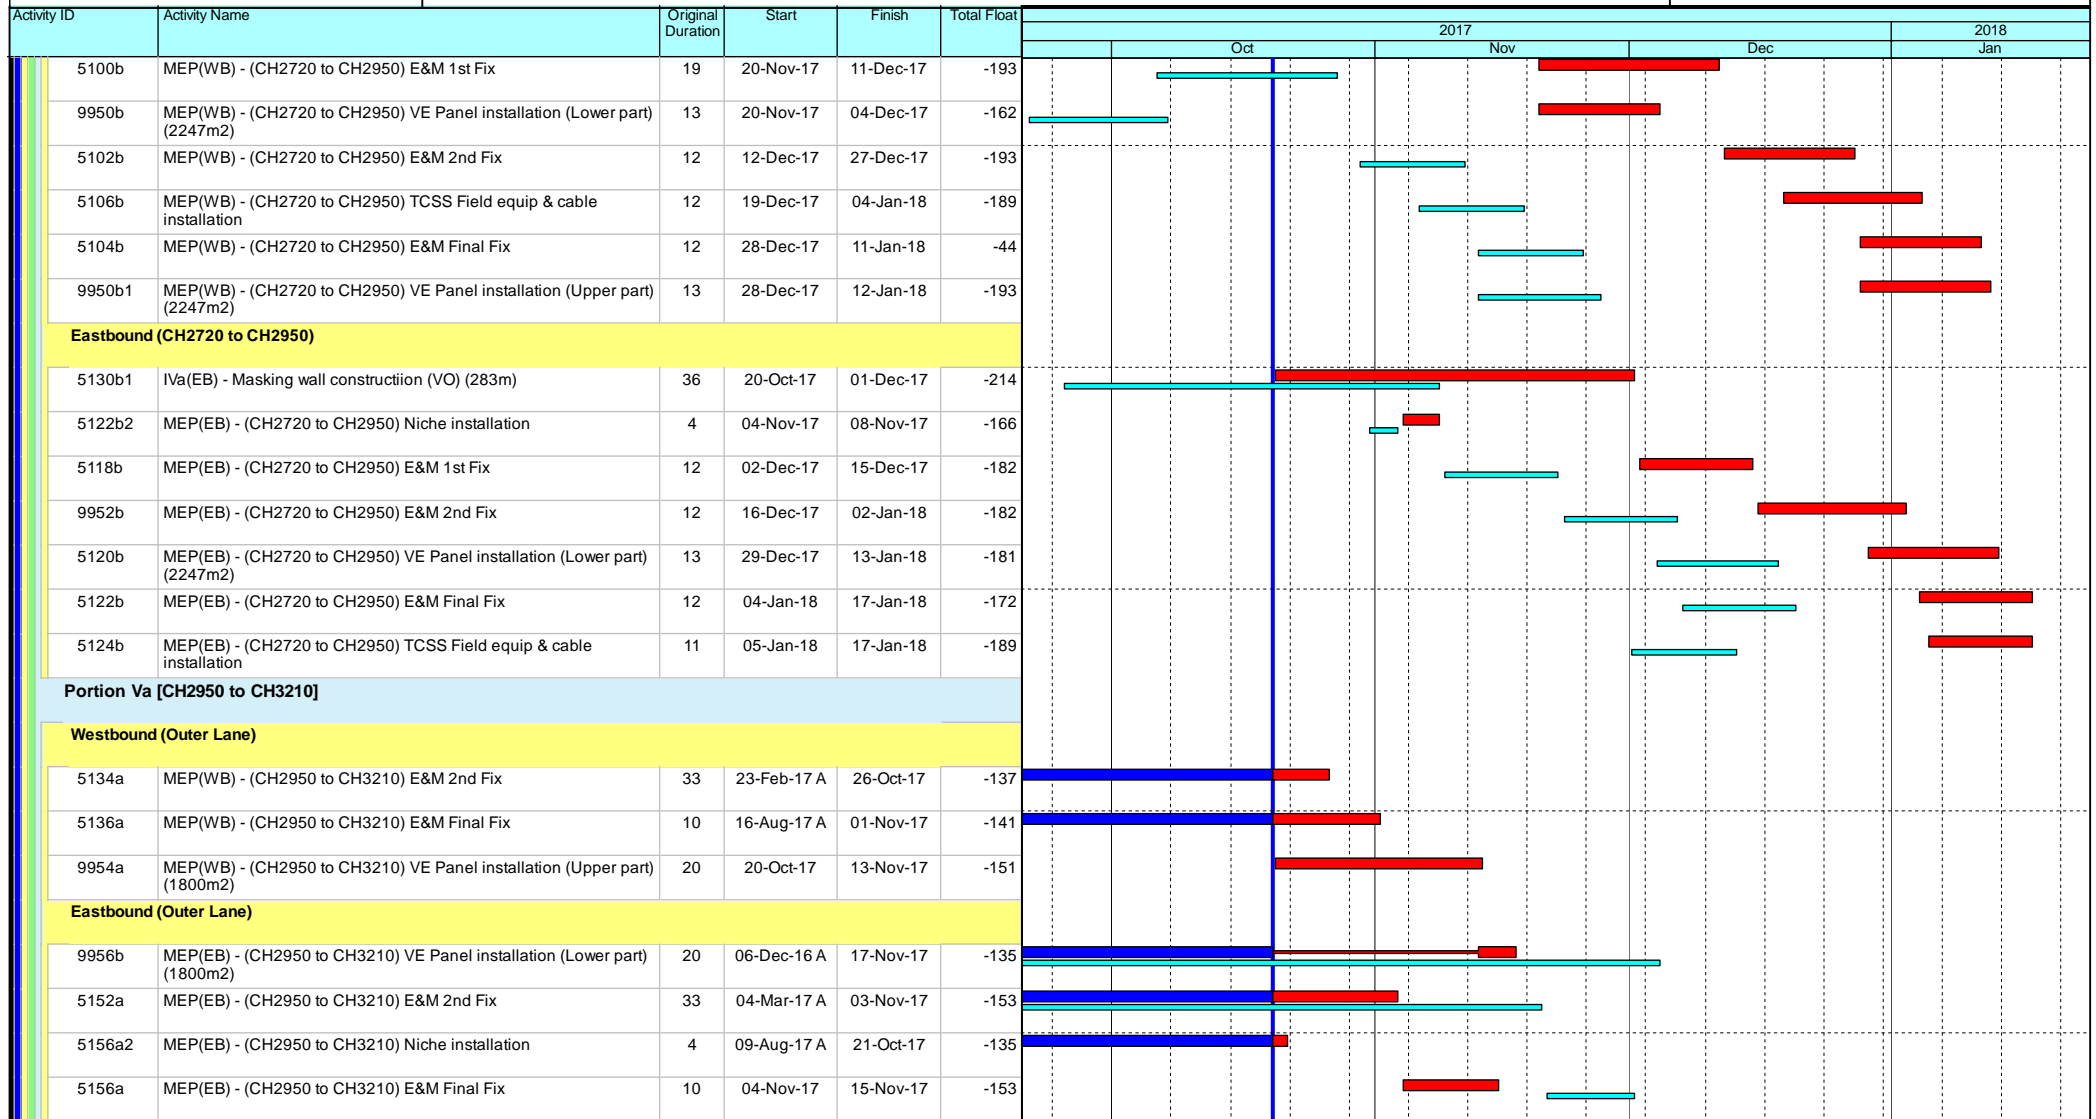 Activity ID Activity Name Original Duration Start Finish Total Float
2017 2018
Oct Nov Dec Jan
5100b MEP(WB) - (CH2720 to CH2950) E&M 1st Fix 19 20-Nov-17 11-Dec-17 -193
9950b MEP(WB) - (CH2720 to CH2950) VE Panel installation (Lower part) 13 20-Nov-17 04-Dec-17 -162
(2247m2)
5102b MEP(WB) - (CH2720 to CH2950) E&M 2nd Fix 12 12-Dec-17 27-Dec-17 -193
5106b MEP(WB) - (CH2720 to CH2950) TCSS Field equip & cable 12 19-Dec-17 04-Jan-18 -189
installation
5104b MEP(WB) - (CH2720 to CH2950) E&M Final Fix 12 28-Dec-17 11-Jan-18 -44
9950b1 MEP(WB) - (CH2720 to CH2950) VE Panel installation (Upper part) 13 28-Dec-17 12-Jan-18 -193
(2247m2)
Eastbound (CH2720 to CH2950)
5130b1 IVa(EB) - Masking wall constructiion (VO) (283m) 36 20-Oct-17 01-Dec-17 -214
5122b2 MEP(EB) - (CH2720 to CH2950) Niche installation 4 04-Nov-17 08-Nov-17 -166
5118b MEP(EB) - (CH2720 to CH2950) E&M 1st Fix 12 02-Dec-17 15-Dec-17 -182
9952b MEP(EB) - (CH2720 to CH2950) E&M 2nd Fix 12 16-Dec-17 02-Jan-18 -182
5120b MEP(EB) - (CH2720 to CH2950) VE Panel installation (Lower part) 13 29-Dec-17 13-Jan-18 -181
(2247m2)
5122b MEP(EB) - (CH2720 to CH2950) E&M Final Fix 12 04-Jan-18 17-Jan-18 -172
5124b MEP(EB) - (CH2720 to CH2950) TCSS Field equip & cable 11 05-Jan-18 17-Jan-18 -189
installation
Portion Va [CH2950 to CH3210]
Westbound (Outer Lane)
5134a MEP(WB) - (CH2950 to CH3210) E&M 2nd Fix 33 23-Feb-17 A 26-Oct-17 -137
5136a MEP(WB) - (CH2950 to CH3210) E&M Final Fix 10 16-Aug-17 A 01-Nov-17 -141
9954a MEP(WB) - (CH2950 to CH3210) VE Panel installation (Upper part) 20 20-Oct-17 13-Nov-17 -151
(1800m2)
Eastbound (Outer Lane)
9956b MEP(EB) - (CH2950 to CH3210) VE Panel installation (Lower part) 20 06-Dec-16 A 17-Nov-17 -135
(1800m2)
5152a MEP(EB) - (CH2950 to CH3210) E&M 2nd Fix 33 04-Mar-17 A 03-Nov-17 -153
5156a2 MEP(EB) - (CH2950 to CH3210) Niche installation 4 09-Aug-17 A 21-Oct-17 -135
5156a MEP(EB) - (CH2950 to CH3210) E&M Final Fix 10 04-Nov-17 15-Nov-17 -153